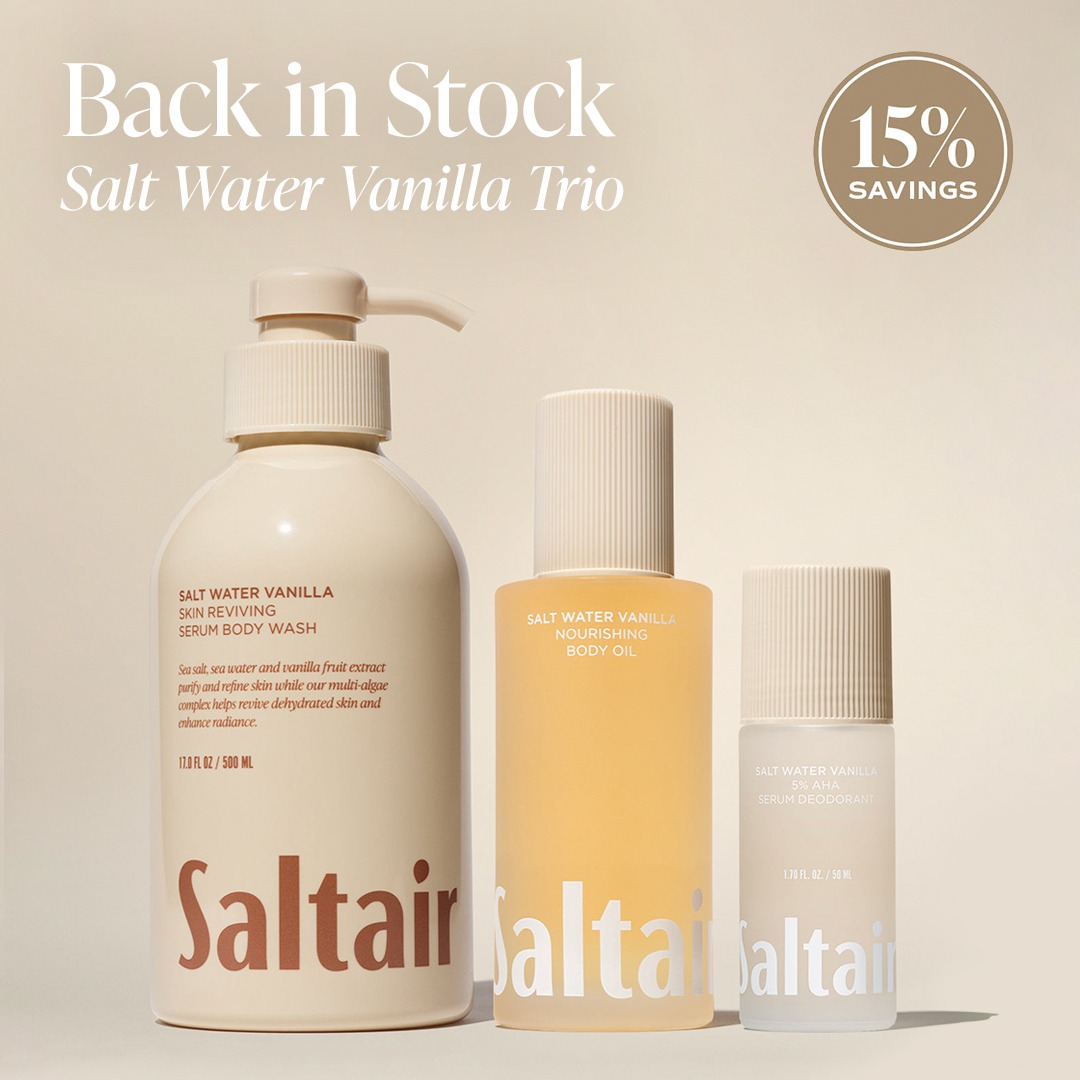 Back in Stock
Salt Water Vanilla Trio
15%
SAVINGS
SALT WATER VANILLA
SKIN REVIVING
SERUM BODY WASH
Sea salt, sea water and vanilla fruit extract
purify and refine skin while our multi-algae
complex helps revive dehydrated skin and
enhance radiance.
17.0 FL OZ / 500 ML
Saltair
SALT WATER VANILLA
NOURISHING
BODY OIL
Saltair
SALT WATER VANILLA
5% AHA
SERUM DEODORANT
1.70 FL. OZ. / 50 ML
Saltair